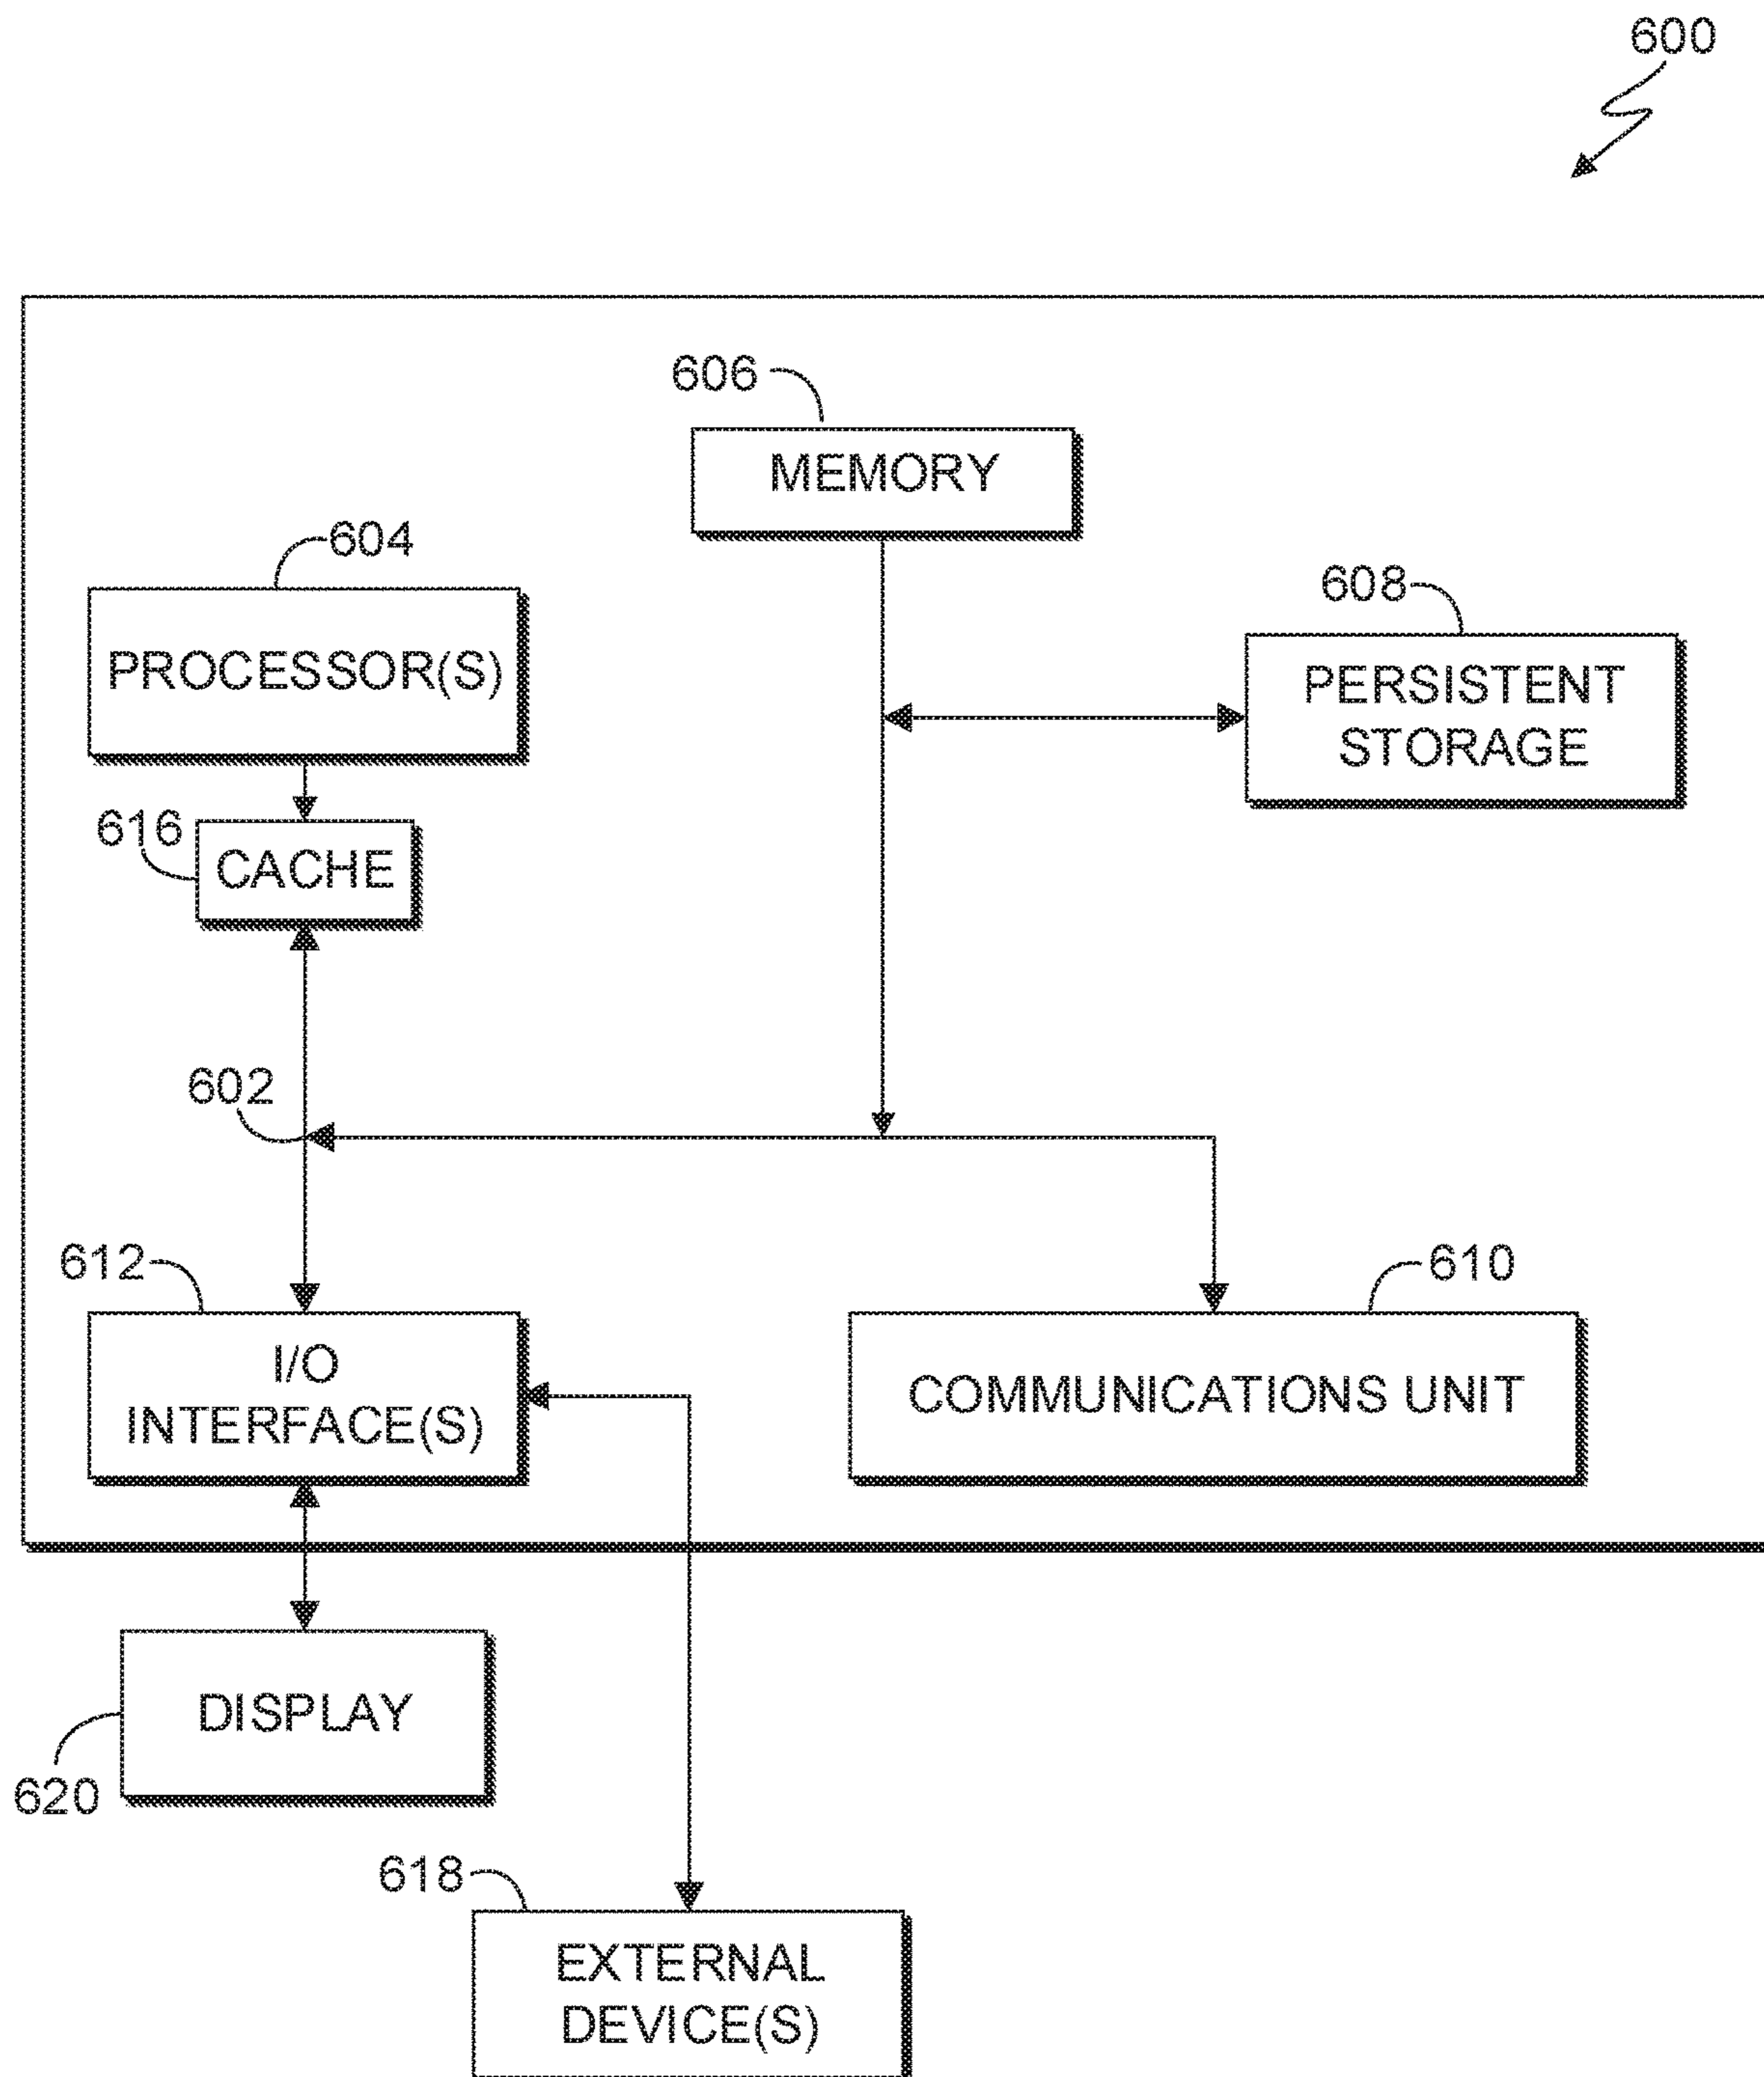 600
606
MEMORY
604
PROCESSOR(S)
608
PERSISTENT
STORAGE
616
CACHE
602
612
I/O
INTERFACE(S)
610
COMMUNICATIONS UNIT
DISPLAY
620
618
EXTERNAL
DEVICE(S)